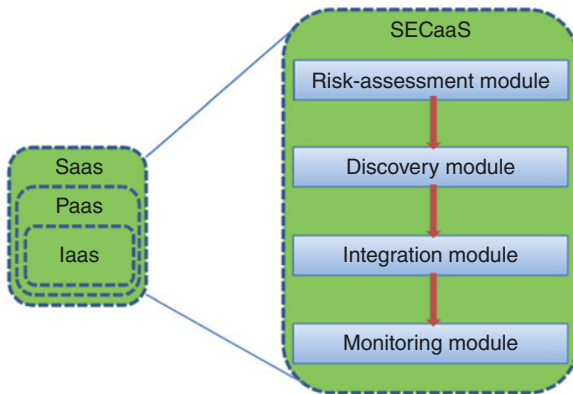 SECaaS
Risk-assessment module
Discovery module
Integration module
Monitoring module
Saas
Paas
Iaas